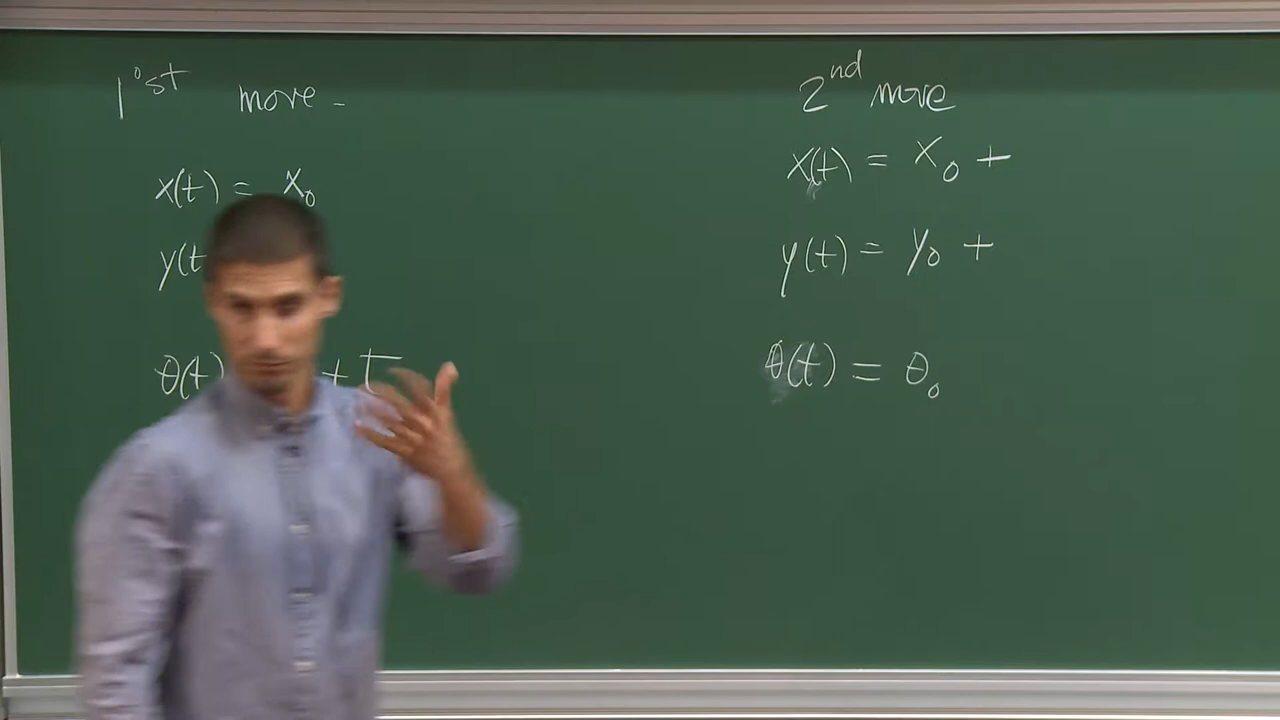 1st move -
x(t) = x₀
y(t
θ(t) + t
2nd move
x(t) = x₀ +
y(t) = y₀ +
θ(t) = θ₀